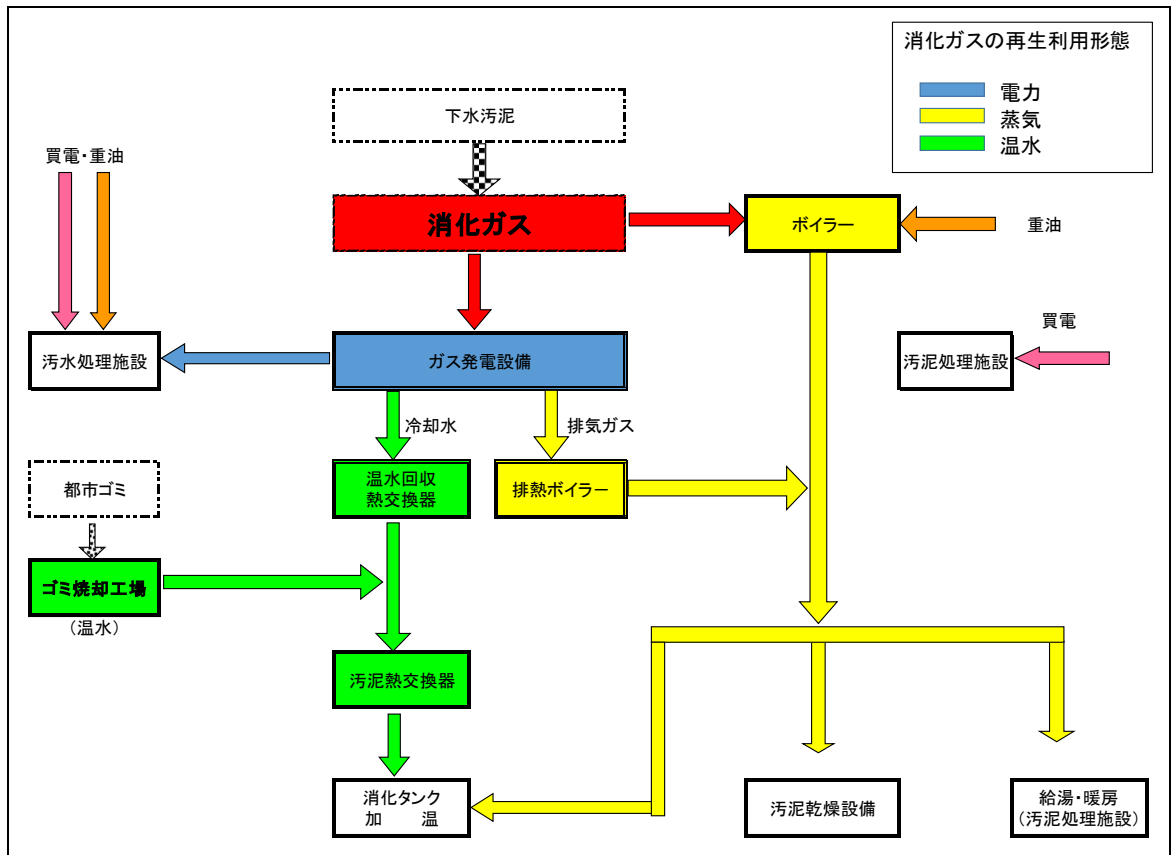 消化ガスの再生利用形態
電力
蒸気
温水
下水汚泥
買電・重油
消化ガス
ボイラー
重油
買電
汚水処理施設
ガス発電設備
汚泥処理施設
冷却水
排気ガス
都市ゴミ
温水回収
熱交換器
排熱ボイラー
ゴミ焼却工場
(温水)
汚泥熱交換器
消化タンク
加　　温
汚泥乾燥設備
給湯・暖房
(汚泥処理施設)